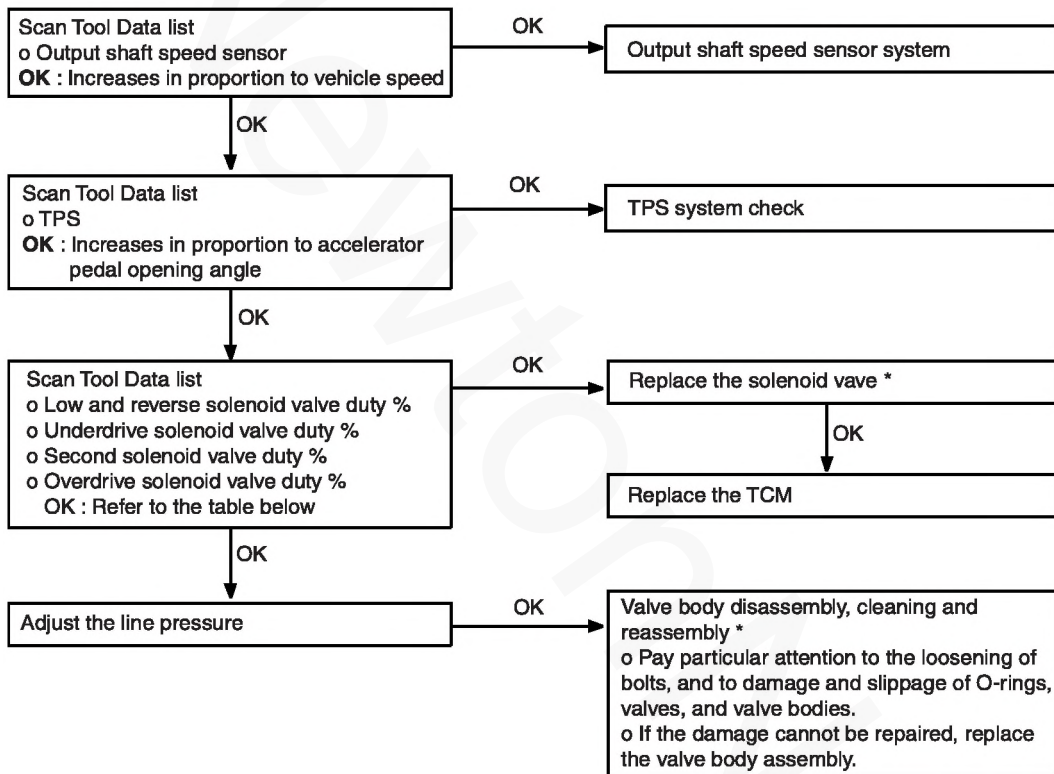 Scan Tool Data list
o Output shaft speed sensor
OK : Increases in proportion to vehicle speed
OK
Output shaft speed sensor system
OK
Scan Tool Data list
o TPS
OK : Increases in proportion to accelerator
pedal opening angle
OK
TPS system check
OK
Scan Tool Data list
o Low and reverse solenoid valve duty %
o Underdrive solenoid valve duty %
o Second solenoid valve duty %
o Overdrive solenoid valve duty %
OK : Refer to the table below
OK
Replace the solenoid vave *
OK
Replace the TCM
OK
Adjust the line pressure
OK
Valve body disassembly, cleaning and
reassembly *
o Pay particular attention to the loosening of
bolts, and to damage and slippage of O-rings,
valves, and valve bodies.
o If the damage cannot be repaired, replace
the valve body assembly.